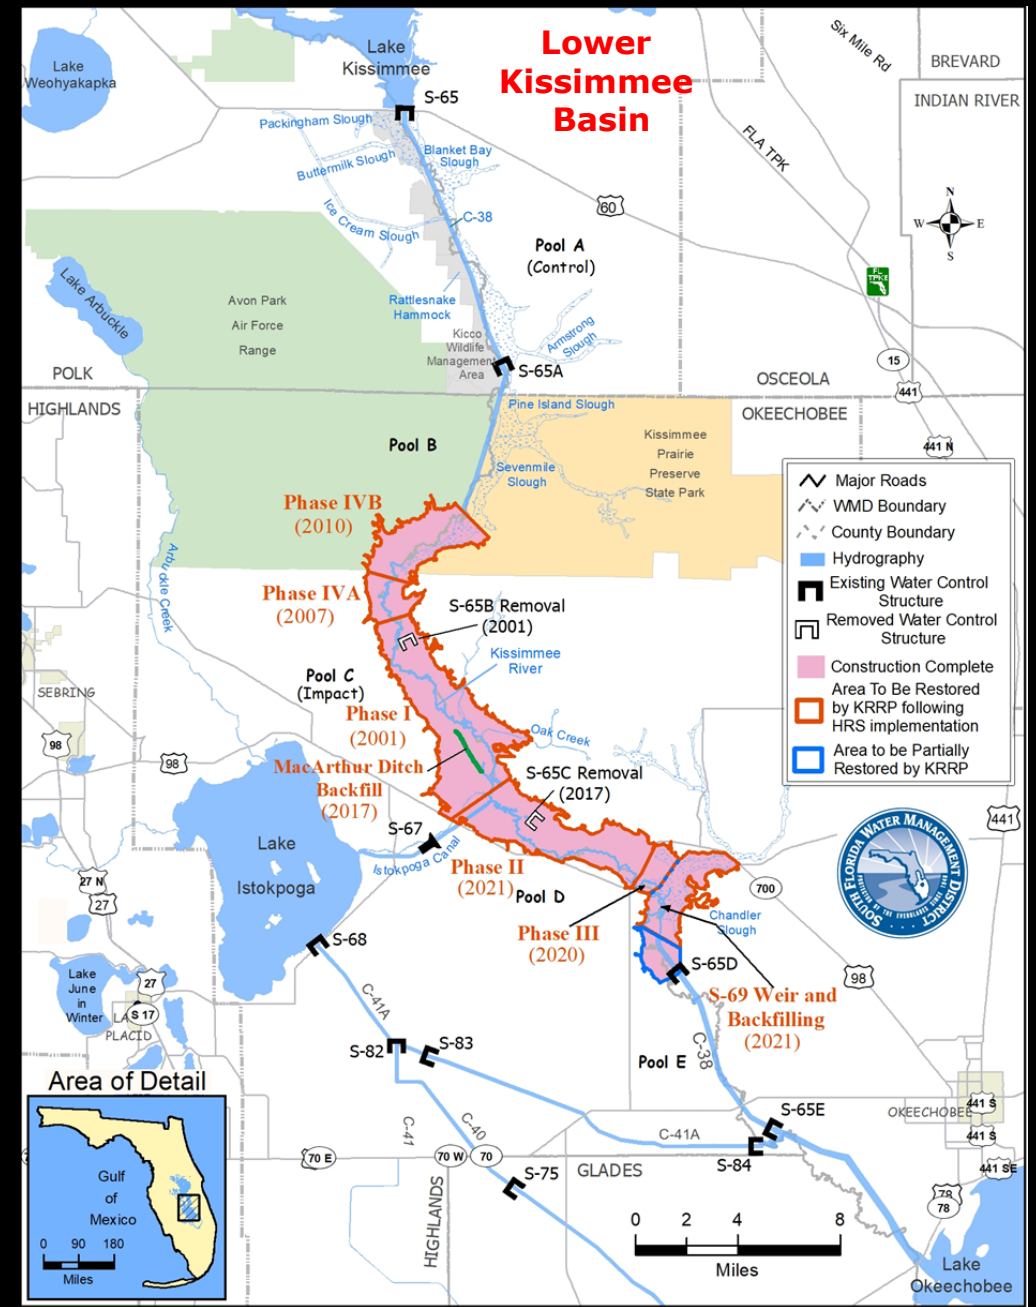 Lower
Kissimmee
Basin
Lake
Weohyakapka
Lake
Kissimmee
S-65
Six Mile Rd
BREVARD
INDIAN RIVER
Packingham Slough
Buttermilk Slough
Blanket Bay
Slough
FLA TPK
Ice Cream Slough
C-38
60
N
W
E
S
Pool A
(Control)
Lake Arbuckle
FL
TPKE
Avon Park
Air Force
Range
Rattlesnake
Hammock
Armstrong
Slough
Kicco
Wildlife
Management
Area
S-65A
15
POLK
OSCEOLA
441
HIGHLANDS
OKEECHOBEE
Pine Island Slough
Pool B
Kissimmee
Prairie
Preserve
State Park
441 N
Sevenmile
Slough
Major Roads
WMD Boundary
County Boundary
Hydrography
Existing Water Control
Structure
Removed Water Control
Structure
Construction Complete
Area To Be Restored
by KRRP following
HRS implementation
Area to be Partially
Restored by KRRP
Phase IVB
(2010)
Arbuckle Creek
Phase IVA
(2007)
S-65B Removal
(2001)
Kissimmee
River
Pool C
(Impact)
SEBRING
Phase I
(2001)
Oak Creek
98
98
MacArthur Ditch
Backfill
(2017)
S-65C Removal
(2017)
441
SOUTH FLORIDA WATER MANAGEMENT DISTRICT
S-67
Istokpoga Canal
Lake
Istokpoga
Phase II
(2021)
Pool D
700
27 N
27
Chandler
Slough
Phase III
(2020)
S-68
S-65D
98
Lake
June
in
Winter
27
S 17
PLACID
C-41A
S-69 Weir and
Backfilling
(2021)
S-82
S-83
C-38
Pool E
Area of Detail
OKEECHOBEE
441 S
S-65E
C-41
C-40
C-41A
S-84
441 S
70 E
70 W
70
GLADES
441 SE
S-75
78
78
HIGHLANDS
Gulf
of
Mexico
0 90 180
Miles
0 2 4 8
Miles
Lake
Okeechobee